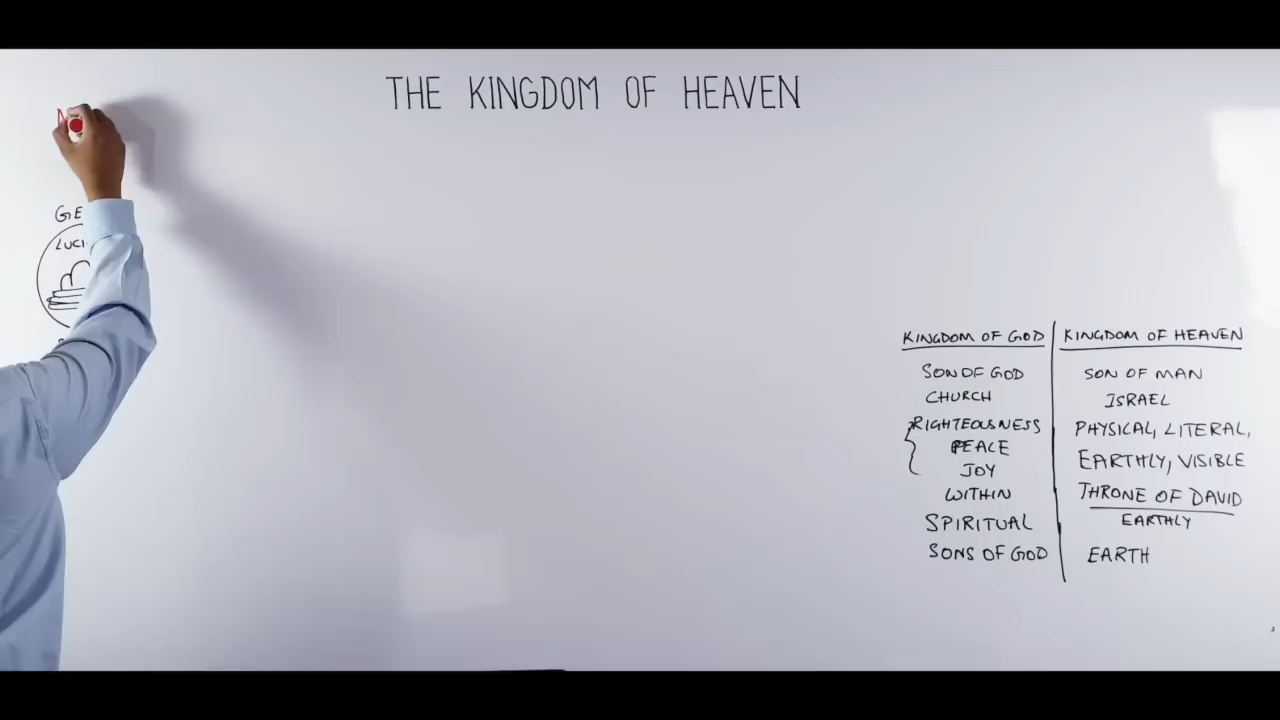 THE KINGDOM OF HEAVEN
KINGDOM OF GOD
SON OF GOD
CHURCH
RIGHTEOUSNESS
PEACE
JOY
WITHIN
SPIRITUAL
SONS OF GOD
KINGDOM OF HEAVEN
SON OF MAN
ISRAEL
PHYSICAL, LITERAL,
EARTHLY, VISIBLE
THRONE OF DAVID
EARTHLY
EARTH